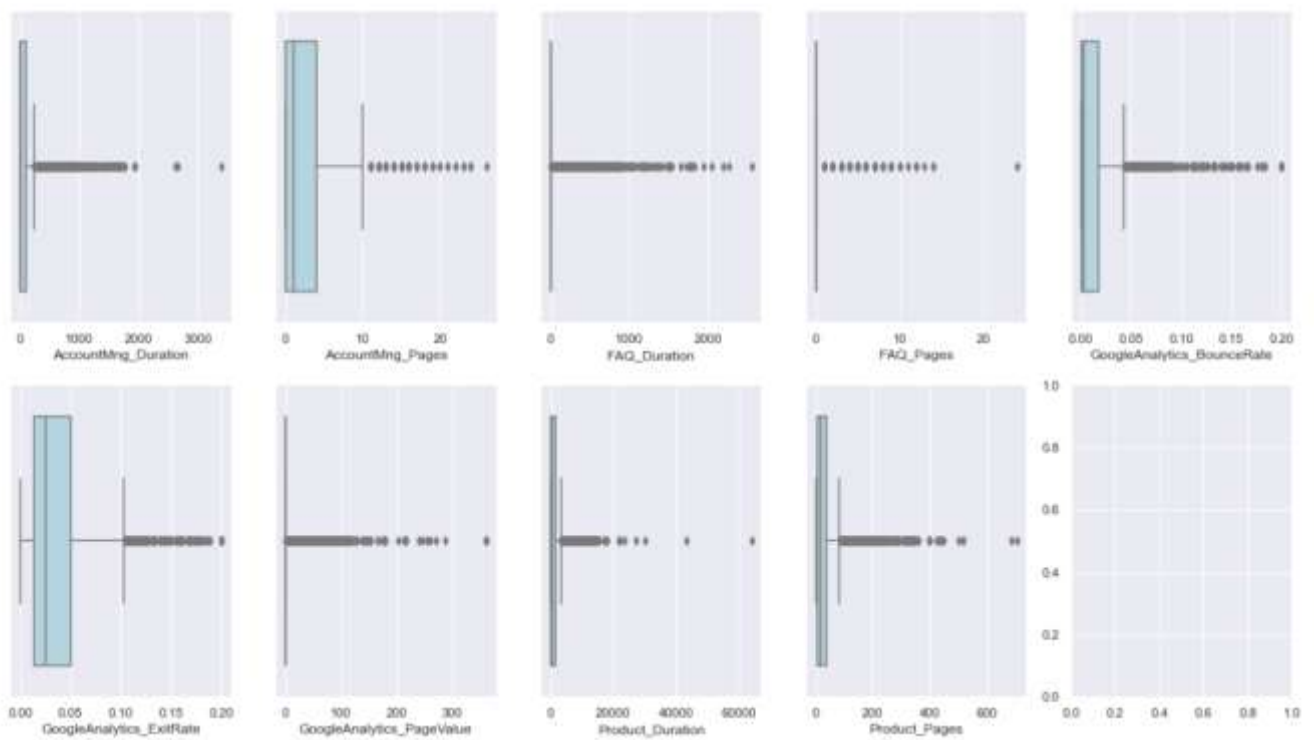 0 1000 2000 3000
AccountMng_Duration
0 10 20
AccountMng_Pages
0 1000 2000
FAQ_Duration
0 10 20
FAQ_Pages
0.00 0.05 0.10 0.15 0.20
GoogleAnalytics_BounceRate
0.00 0.05 0.10 0.15 0.20
GoogleAnalytics_ExitRate
0 100 200 300
GoogleAnalytics_PageValue
0 20000 40000 60000
Product_Duration
0 200 400 600
Product_Pages
1.0
0.8
0.6
0.4
0.2
0.0
0.0 0.2 0.4 0.6 0.8 1.0